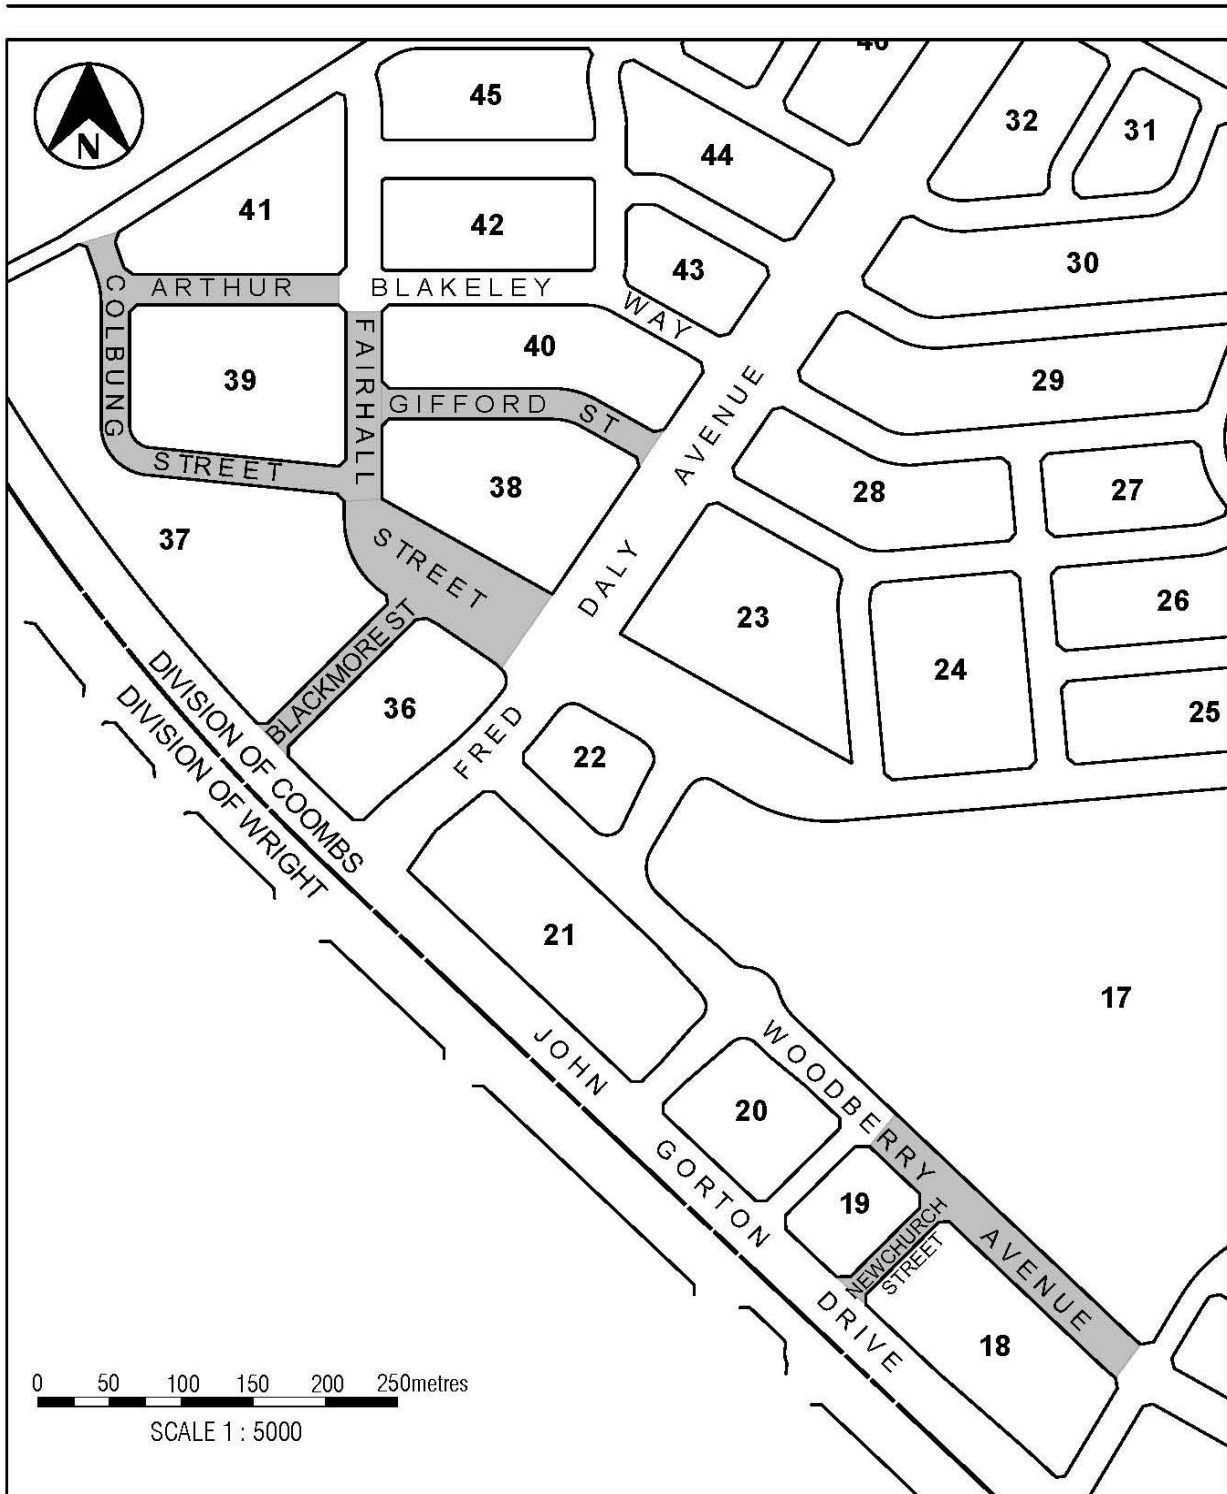 46
45
32
31
44
N
41
42
43
30
ARTHUR BLAKELEY WAY
COLBUNG STREET
FAIRHALL STREET
40
39
29
GIFFORD ST
38
28
27
37
FRED DALY AVENUE
BLACKMORE ST
23
26
24
36
25
22
DIVISION OF COOMBS
DIVISION OF WRIGHT
21
17
JOHN GORTON DRIVE
WOODBERRY AVENUE
20
19
NEWCHURCH
STREET
18
0 50 100 150 200 250metres
SCALE 1 : 5000